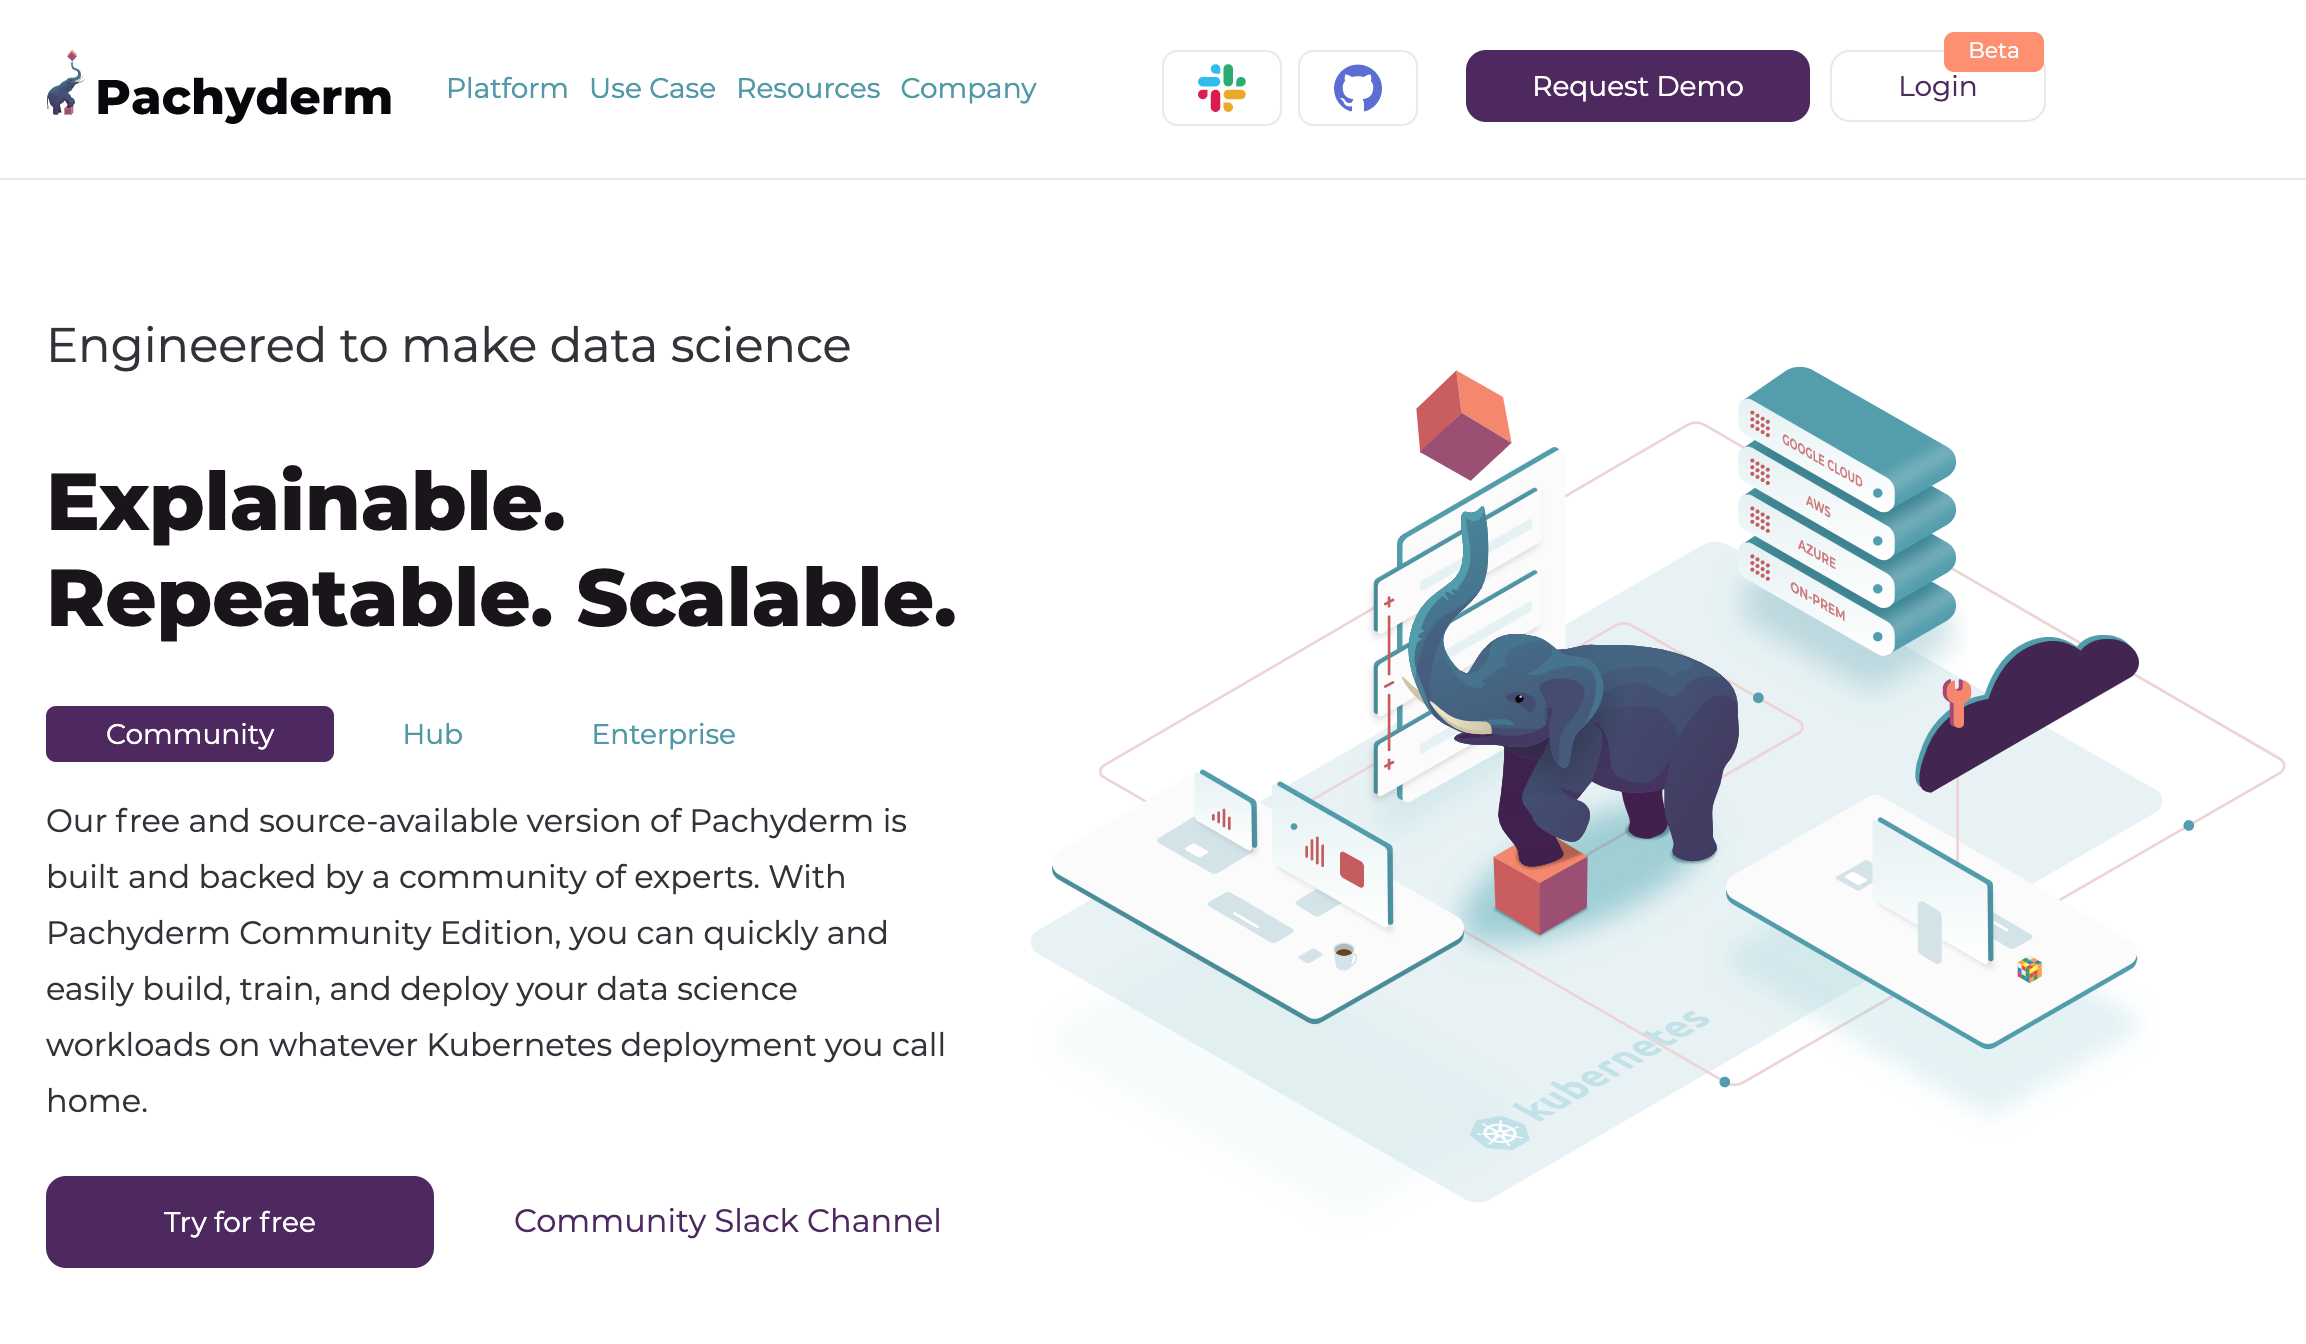 Pachyderm
Platform Use Case Resources Company
Request Demo
Beta
Login
Engineered to make data science
Explainable.
Repeatable. Scalable.
Community Hub Enterprise
Our free and source-available version of Pachyderm is
built and backed by a community of experts. With
Pachyderm Community Edition, you can quickly and
easily build, train, and deploy your data science
workloads on whatever Kubernetes deployment you call
home.
Try for free
Community Slack Channel
GOOGLE CLOUD
AWS
AZURE
ON-PREM
kubernetes